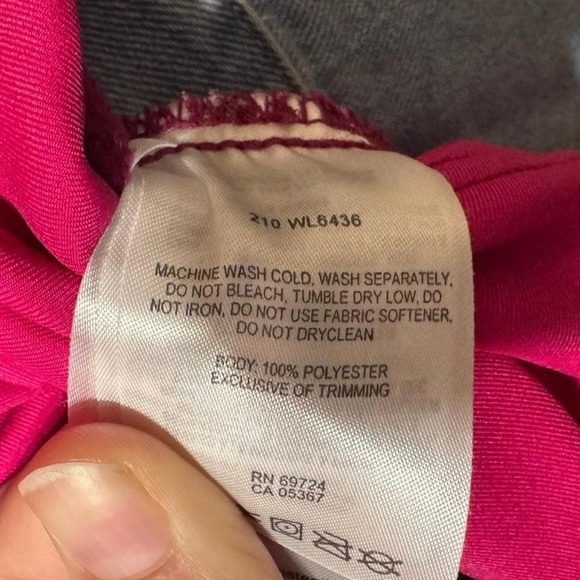 210 WL6436
MACHINE WASH COLD, WASH SEPARATELY,
DO NOT BLEACH, TUMBLE DRY LOW, DO
NOT IRON, DO NOT USE FABRIC SOFTENER,
DO NOT DRYCLEAN
BODY: 100% POLYESTER
EXCLUSIVE OF TRIMMING
RN 69724
CA 05367